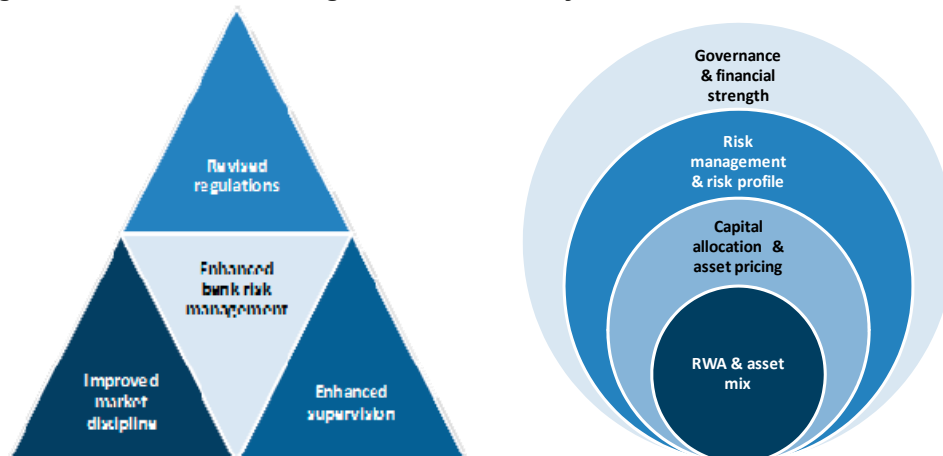 Revised
regulations
Enhanced
bank risk
management
Improved
market
discipline
Enhanced
supervision
Governance
& financial
strength
Risk
management
& risk profile
Capital
allocation &
asset pricing
RWA & asset
mix